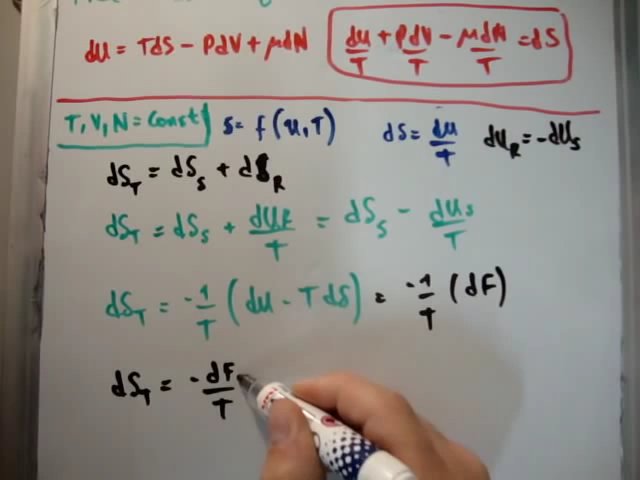 dU = TdS - PdV + μdN   dU/T + PdV/T - μdN/T = dS
T, V, N = Const   S = f(U,T)   dS = dU/T   dU_R = -dU_S
dS_T = dS_S + dS_R
dS_T = dS_S + dU_R/T = dS_S - dU_S/T
dS_T = -1/T (dU - TdS) = -1/T (dF)
dS_T = -dF/T